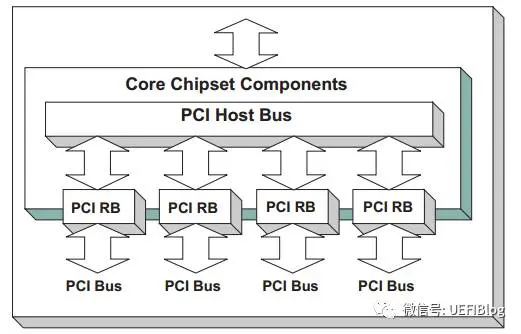 Core Chipset Components
PCI Host Bus
PCI RB PCI RB PCI RB PCI RB
PCI Bus PCI Bus PCI Bus PCI Bus
微信号: UEFIBlog